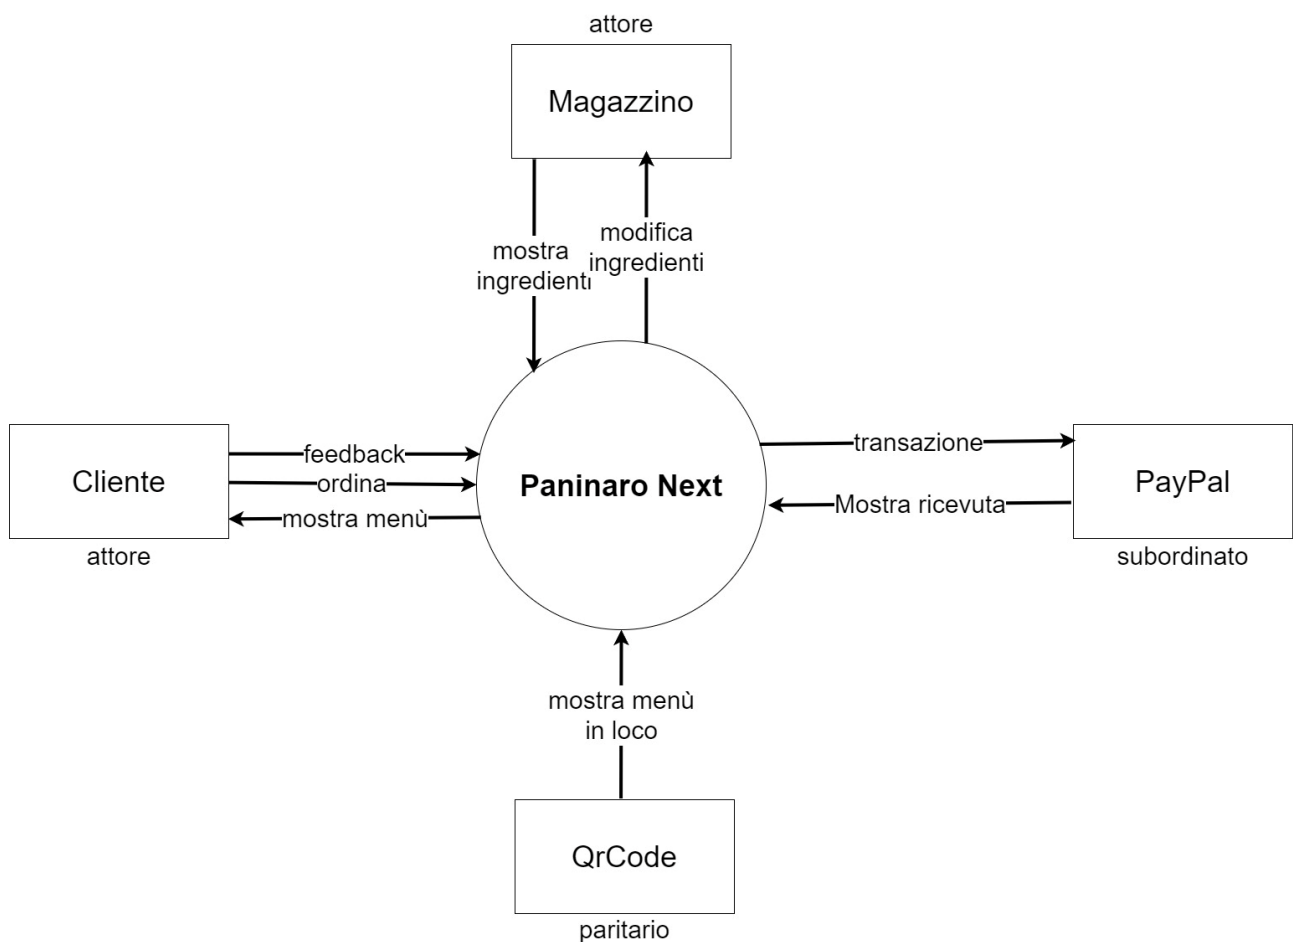 attore
Magazzino
mostra
ingredienti
modifica
ingredienti
Cliente
attore
feedback
ordina
mostra menù
Paninaro Next
transazione
Mostra ricevuta
PayPal
subordinato
mostra menù
in loco
QrCode
paritario